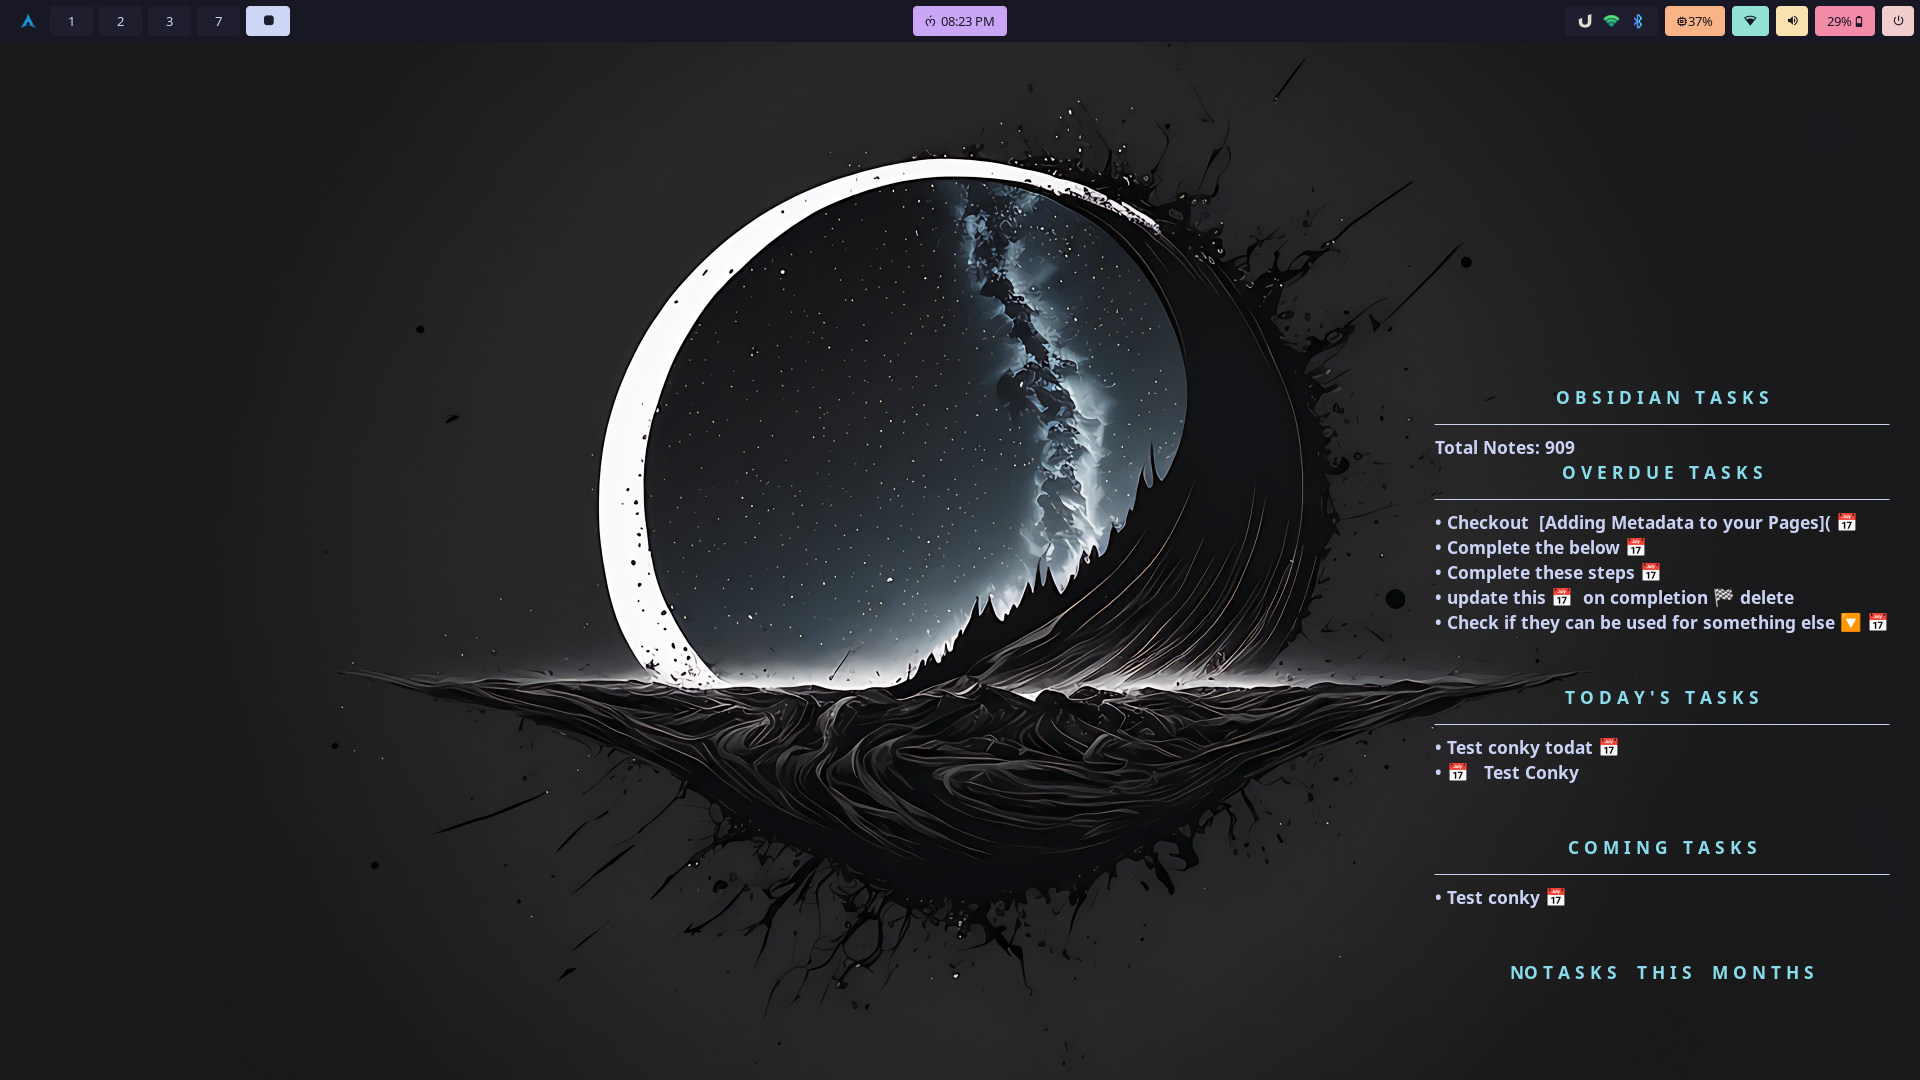 1 2 3 7 08:23 PM 37% 29%
OBSIDIAN TASKS
Total Notes: 909
OVERDUE TASKS
• Checkout  [Adding Metadata to your Pages]( 📅
• Complete the below 📅
• Complete these steps 📅
• update this 📅  on completion 🏁 delete
• Check if they can be used for something else 🔽 📅
TODAY'S TASKS
• Test conky todat 📅
• 📅  Test Conky
COMING TASKS
• Test conky 📅
NOTASKS THIS MONTHS